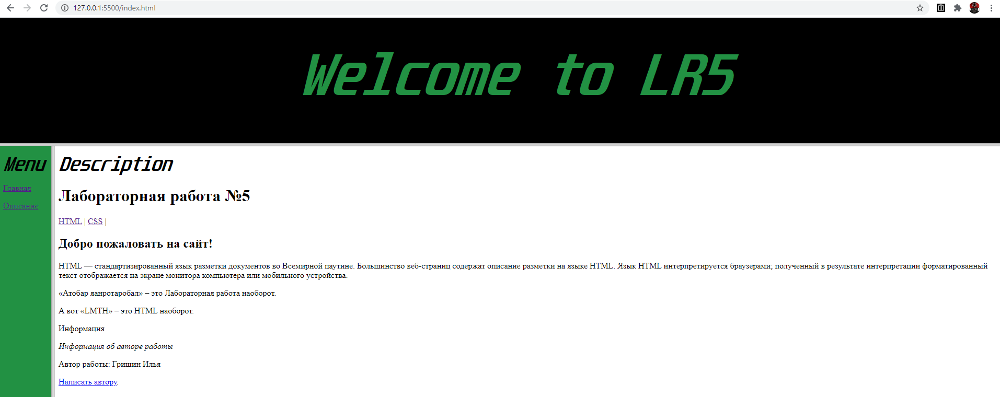 127.0.0.1:5500/index.html
Welcome to LR5
Menu
Главная
Описание
Description
Лабораторная работа №5
HTML | CSS |
Добро пожаловать на сайт!
HTML — стандартизированный язык разметки документов во Всемирной паутине. Большинство веб-страниц содержат описание разметки на языке HTML. Язык HTML интерпретируется браузерами; полученный в результате интерпретации форматированный
текст отображается на экране монитора компьютера или мобильного устройства.
«Атобар яанротаробал» – это Лабораторная работа наоборот.
А вот «LMTH» – это HTML наоборот.
Информация
Информация об авторе работы
Автор работы: Гришин Илья
Написать автору.